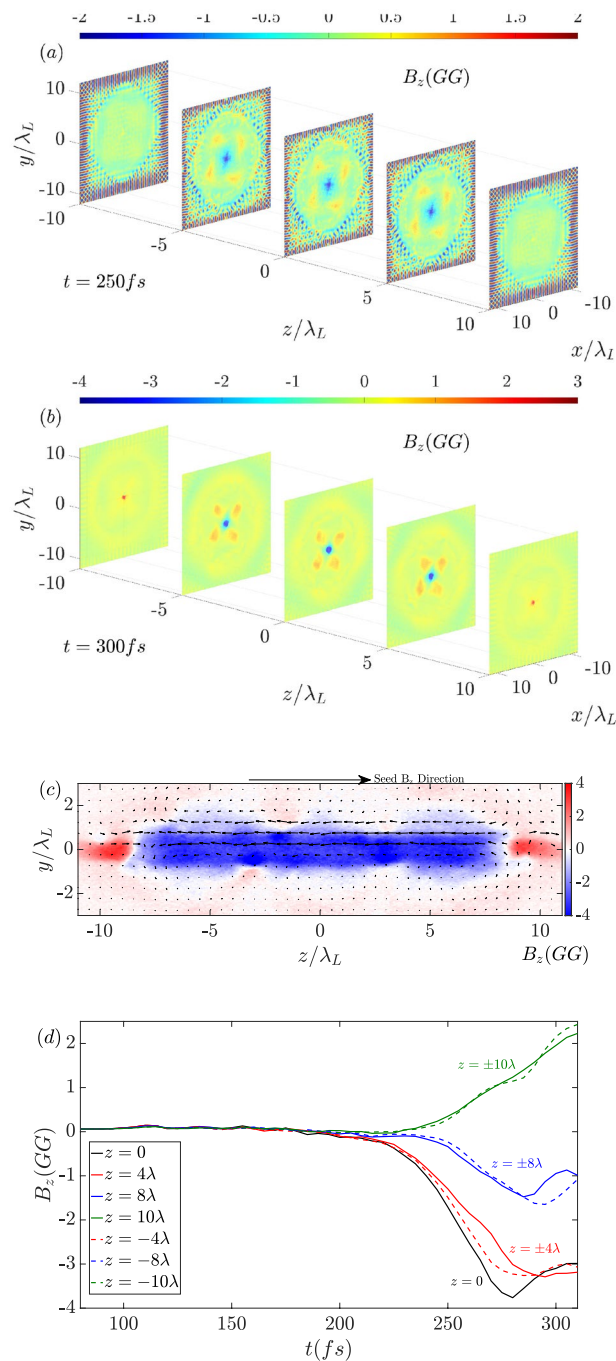 -2 -1.5 -1 -0.5 0 0.5 1 1.5 2
(a)
B_z(GG)
y/λ_L
10
0
-10
-10
-5
0
5
10
10
0
-10
t = 250fs
z/λ_L
x/λ_L
-4 -3 -2 -1 0 1 2 3
(b)
B_z(GG)
y/λ_L
10
0
-10
-10
-5
0
5
10
10
0
-10
t = 300fs
z/λ_L
x/λ_L
(c)
Seed B_z Direction
y/λ_L
2
0
-2
4
2
0
-2
-4
-10 -5 0 5 10
z/λ_L
B_z(GG)
(d)
B_z(GG)
2
1
0
-1
-2
-3
-4
z = ±10λ
z = ±8λ
z = ±4λ
z = 0
z = 0
z = 4λ
z = 8λ
z = 10λ
z = −4λ
z = −8λ
z = −10λ
100 150 200 250 300
t(fs)